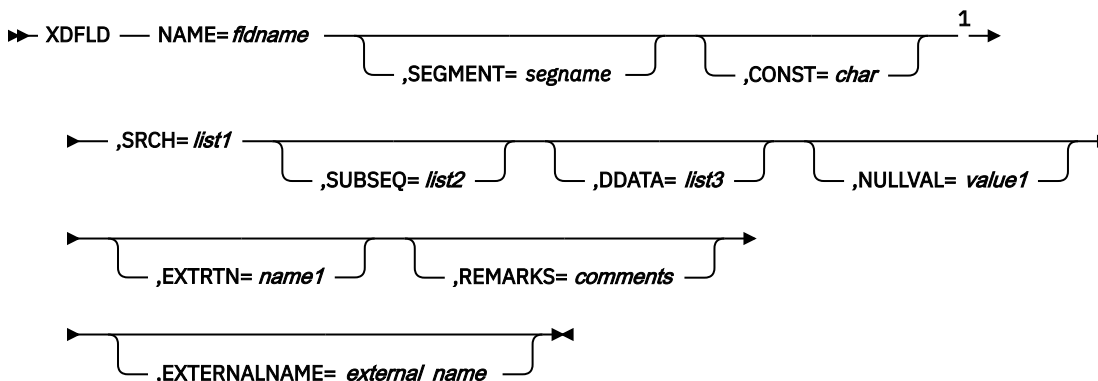 1
XDFLD NAME=fldname
,SEGMENT= segname ,CONST= char
,SRCH= list1
,SUBSEQ= list2 ,DDATA= list3 ,NULLVAL= value1
,EXTRTN= name1 ,REMARKS= comments
.EXTERNALNAME= external name